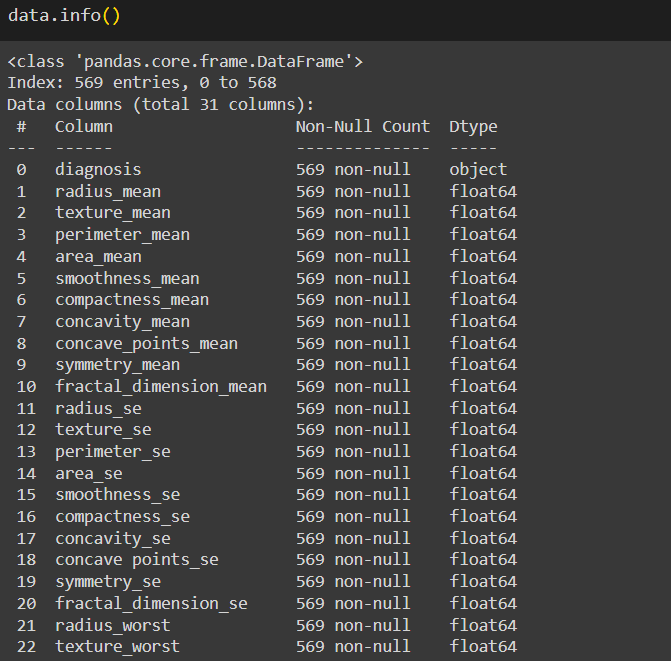 data.info()
<class 'pandas.core.frame.DataFrame'>
Index: 569 entries, 0 to 568
Data columns (total 31 columns):
 #   Column                   Non-Null Count  Dtype
---  ------                   --------------  -----
 0   diagnosis                569 non-null    object
 1   radius_mean              569 non-null    float64
 2   texture_mean             569 non-null    float64
 3   perimeter_mean           569 non-null    float64
 4   area_mean                569 non-null    float64
 5   smoothness_mean          569 non-null    float64
 6   compactness_mean         569 non-null    float64
 7   concavity_mean           569 non-null    float64
 8   concave_points_mean      569 non-null    float64
 9   symmetry_mean            569 non-null    float64
 10  fractal_dimension_mean   569 non-null    float64
 11  radius_se                569 non-null    float64
 12  texture_se               569 non-null    float64
 13  perimeter_se             569 non-null    float64
 14  area_se                  569 non-null    float64
 15  smoothness_se            569 non-null    float64
 16  compactness_se           569 non-null    float64
 17  concavity_se             569 non-null    float64
 18  concave points_se        569 non-null    float64
 19  symmetry_se              569 non-null    float64
 20  fractal_dimension_se     569 non-null    float64
 21  radius_worst             569 non-null    float64
 22  texture_worst            569 non-null    float64